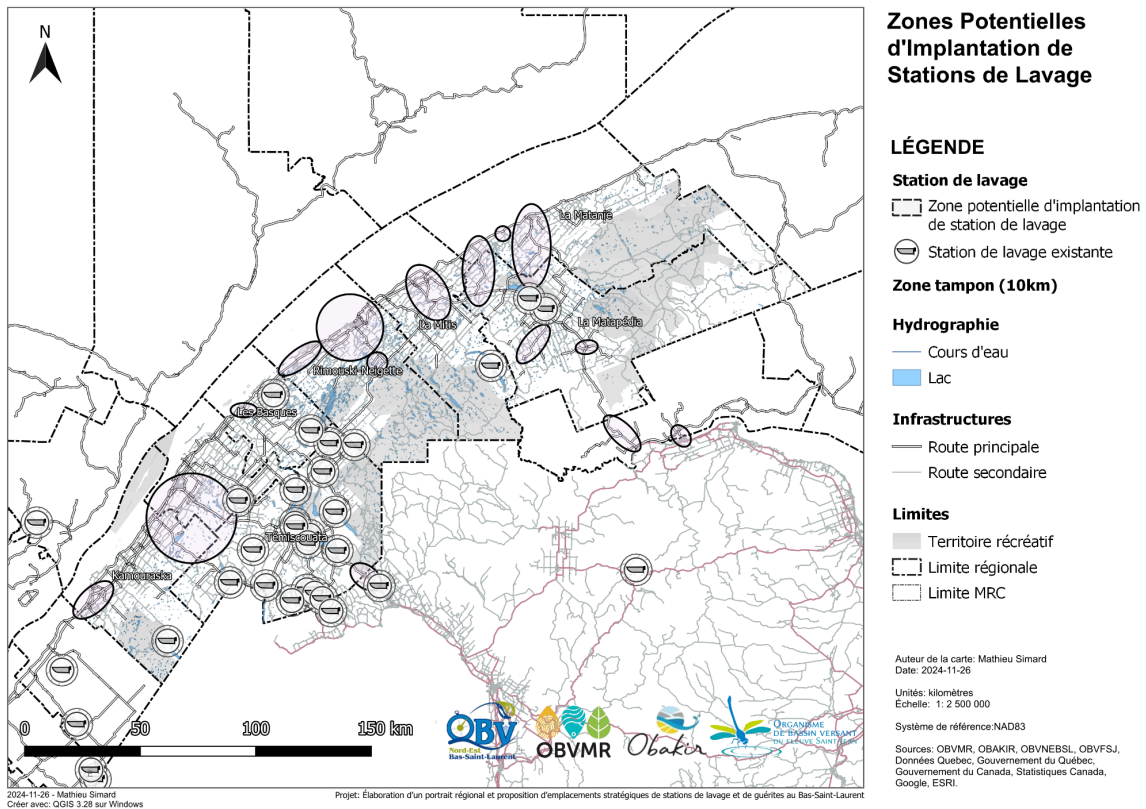 Zones Potentielles
d'Implantation de
Stations de Lavage
LÉGENDE
Station de lavage
Zone potentielle d'implantation
de station de lavage
Station de lavage existante
Zone tampon (10km)
Hydrographie
Cours d'eau
Lac
Infrastructures
Route principale
Route secondaire
Limites
Territoire récréatif
Limite régionale
Limite MRC
Auteur de la carte: Mathieu Simard
Date: 2024-11-26
Unités: kilomètres
Échelle: 1: 2 500 000
Système de référence:NAD83
Sources: OBVMR, OBAKIR, OBVNEBSL, OBVFSJ,
Données Quebec, Gouvernement du Québec,
Gouvernement du Canada, Statistiques Canada,
Google, ESRI.
N
La Matanie
La Mitis
La Matapédia
Rimouski-Neigette
Les Basques
Témiscouata
Kamouraska
0 50 100 150 km
OBV
Nord-Est
Bas-Saint-Laurent
OBVMR
Obakir
ORGANISME
DE BASSIN VERSANT
DU FLEUVE SAINT-JEAN
2024-11-26 - Mathieu Simard
Créer avec: QGIS 3.28 sur Windows
Projet: Élaboration d'un portrait régional et proposition d'emplacements stratégiques de stations de lavage et de guérites au Bas-Saint-Laurent